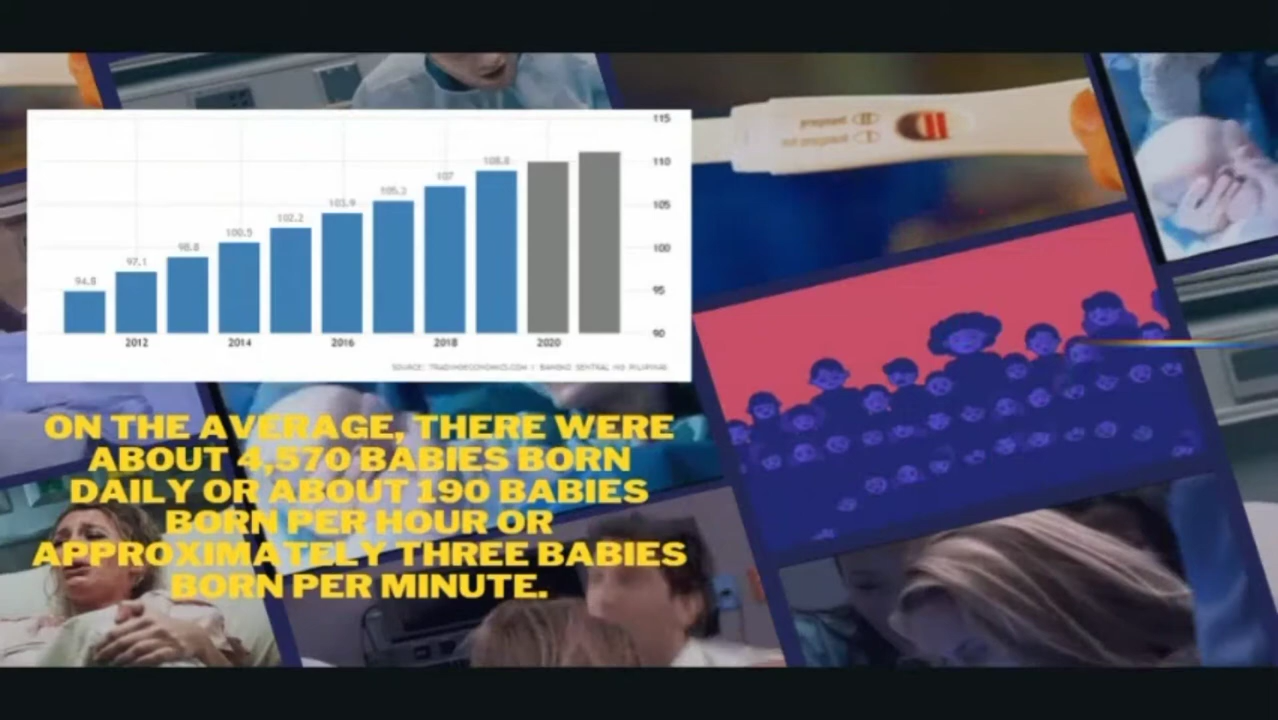 115
110
105
100
95
90
94.8
97.1
98.8
100.5
102.2
103.9
105.3
107
108.8
2012 2014 2016 2018 2020
SOURCE: TRADINGECONOMICS.COM | BANGKO SENTRAL NG PILIPINAS
ON THE AVERAGE, THERE WERE
ABOUT 4,570 BABIES BORN
DAILY OR ABOUT 190 BABIES
BORN PER HOUR OR
APPROXIMATELY THREE BABIES
BORN PER MINUTE.
pregnant
not pregnant